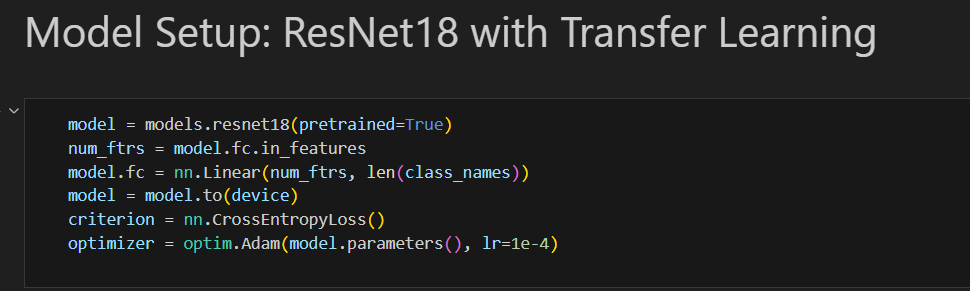 Model Setup: ResNet18 with Transfer Learning
model = models.resnet18(pretrained=True)
num_ftrs = model.fc.in_features
model.fc = nn.Linear(num_ftrs, len(class_names))
model = model.to(device)
criterion = nn.CrossEntropyLoss()
optimizer = optim.Adam(model.parameters(), lr=1e-4)